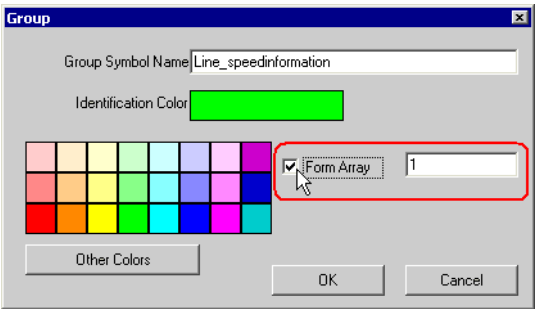 Group
Group Symbol Name Line_speedinformation
Identification Color
Form Array 1
Other Colors
OK Cancel